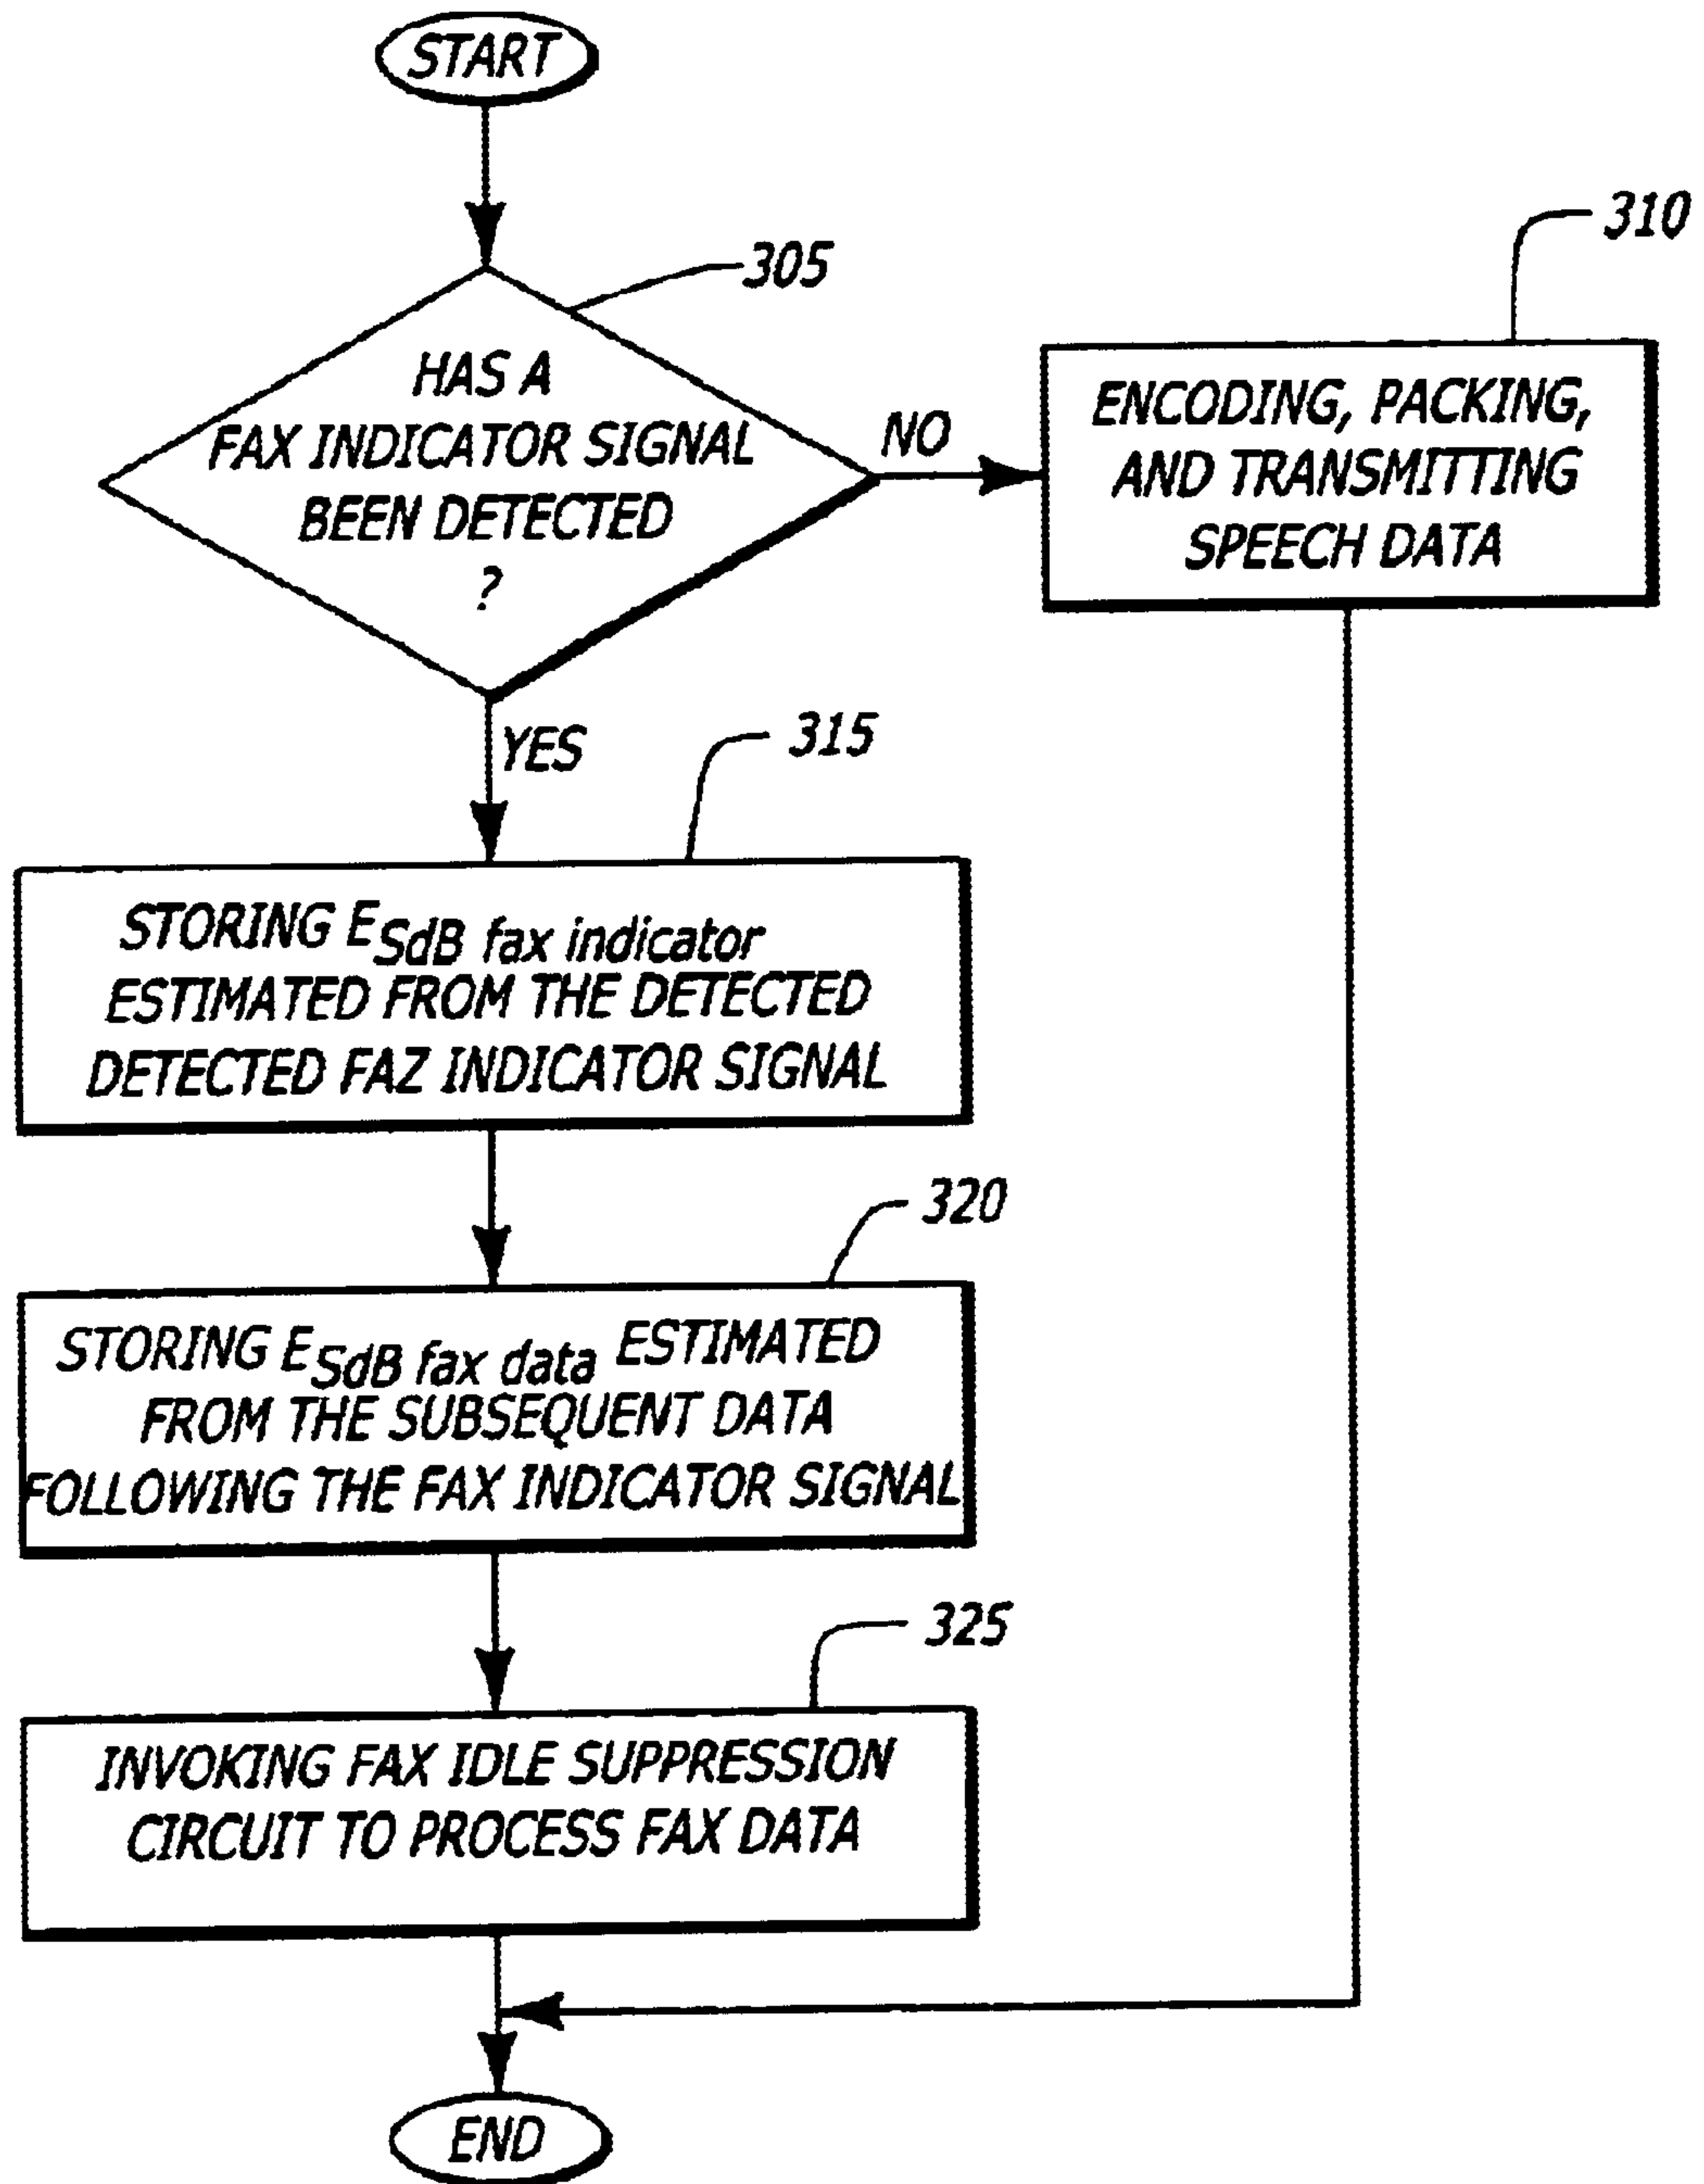 START
305
HAS A
FAX INDICATOR SIGNAL
BEEN DETECTED
?
NO
310
ENCODING, PACKING,
AND TRANSMITTING
SPEECH DATA
YES
315
STORING ESdB fax indicator
ESTIMATED FROM THE DETECTED
DETECTED FAZ INDICATOR SIGNAL
320
STORING ESdB fax data ESTIMATED
FROM THE SUBSEQUENT DATA
FOLLOWING THE FAX INDICATOR SIGNAL
325
INVOKING FAX IDLE SUPPRESSION
CIRCUIT TO PROCESS FAX DATA
END